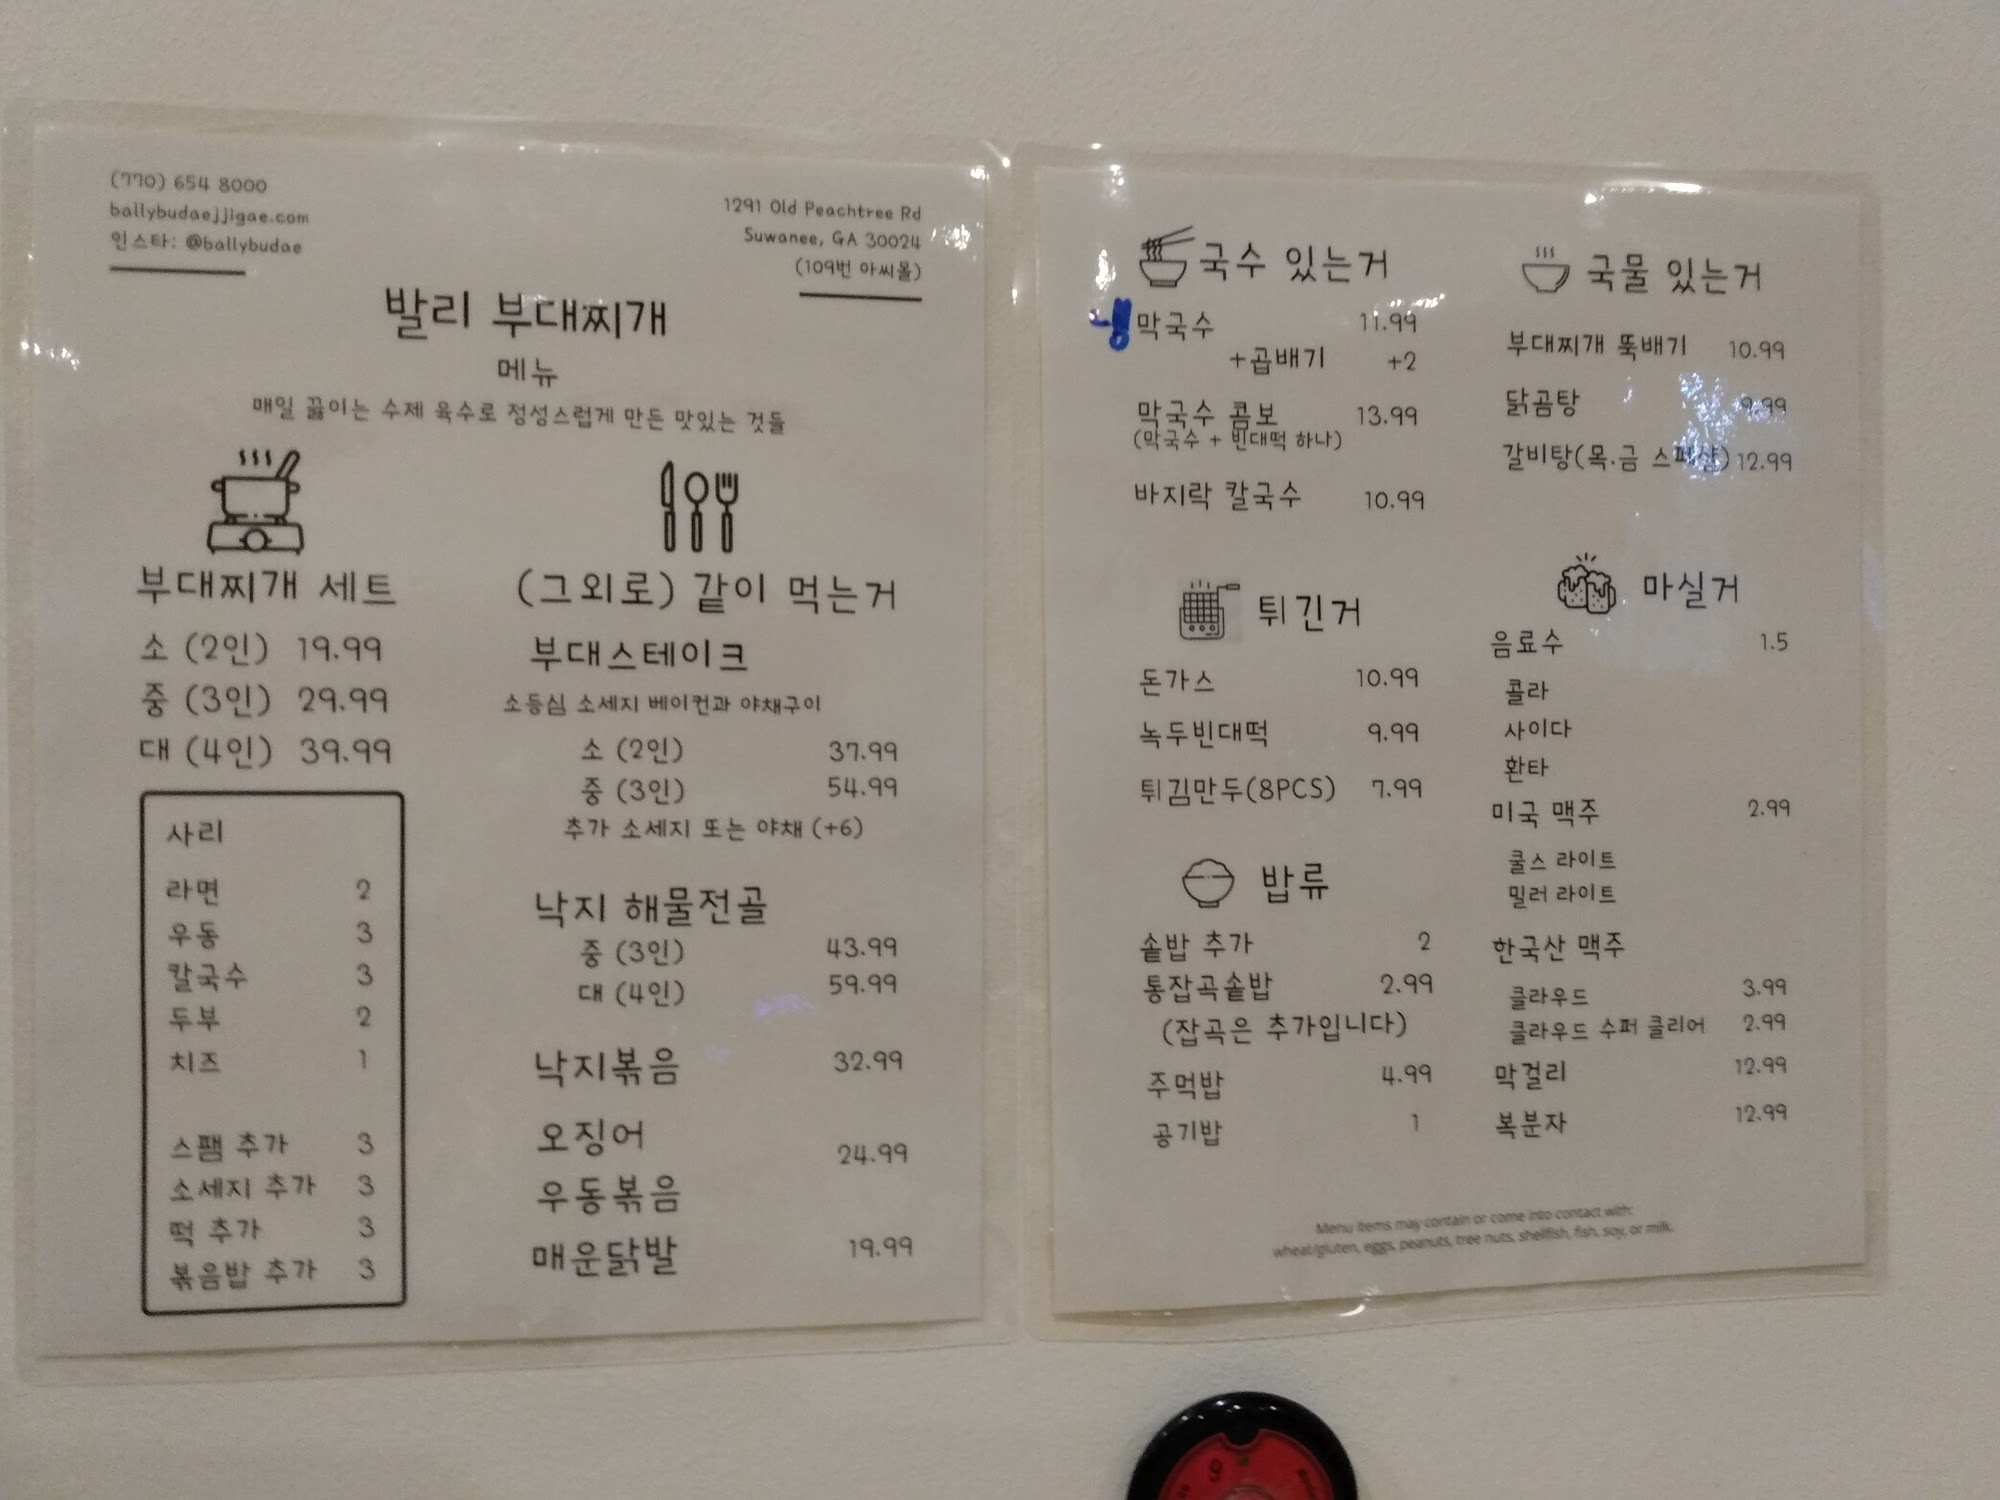 (770) 654 8000
ballybudaejjigae.com
인스타: @ballybudae
1291 Old Peachtree Rd
Suwanee, GA 30024
(109번 아씨몰)
발리 부대찌개
메뉴
매일 끓이는 수제 육수로 정성스럽게 만든 맛있는 것들
부대찌개 세트
소 (2인) 19.99
중 (3인) 29.99
대 (4인) 39.99
사리
라면 2
우동 3
칼국수 3
두부 2
치즈 1
스팸 추가 3
소세지 추가 3
떡 추가 3
볶음밥 추가 3
(그외로) 같이 먹는거
부대스테이크
소등심 소세지 베이컨과 야채구이
소 (2인) 37.99
중 (3인) 54.99
추가 소세지 또는 야채 (+6)
낙지 해물전골
중 (3인) 43.99
대 (4인) 59.99
낙지볶음 32.99
오징어
우동볶음 24.99
매운닭발 19.99
국수 있는거
막국수 11.99
+곱배기 +2
막국수 콤보 13.99
(막국수 + 빈대떡 하나)
바지락 칼국수 10.99
튀긴거
돈가스 10.99
녹두빈대떡 9.99
튀김만두(8PCS) 7.99
밥류
솥밥 추가 2
통잡곡솥밥 2.99
(잡곡은 추가입니다)
주먹밥 4.99
공기밥 1
국물 있는거
부대찌개 뚝배기 10.99
닭곰탕 9.99
갈비탕(목.금 스페샬) 12.99
마실거
음료수 1.5
콜라
사이다
환타
미국 맥주 2.99
쿨스 라이트
밀러 라이트
한국산 맥주
클라우드 3.99
클라우드 수퍼 클리어 2.99
막걸리 12.99
복분자 12.99
Menu items may contain or come into contact with:
wheat/gluten, eggs, peanuts, tree nuts, shellfish, fish, soy, or milk.